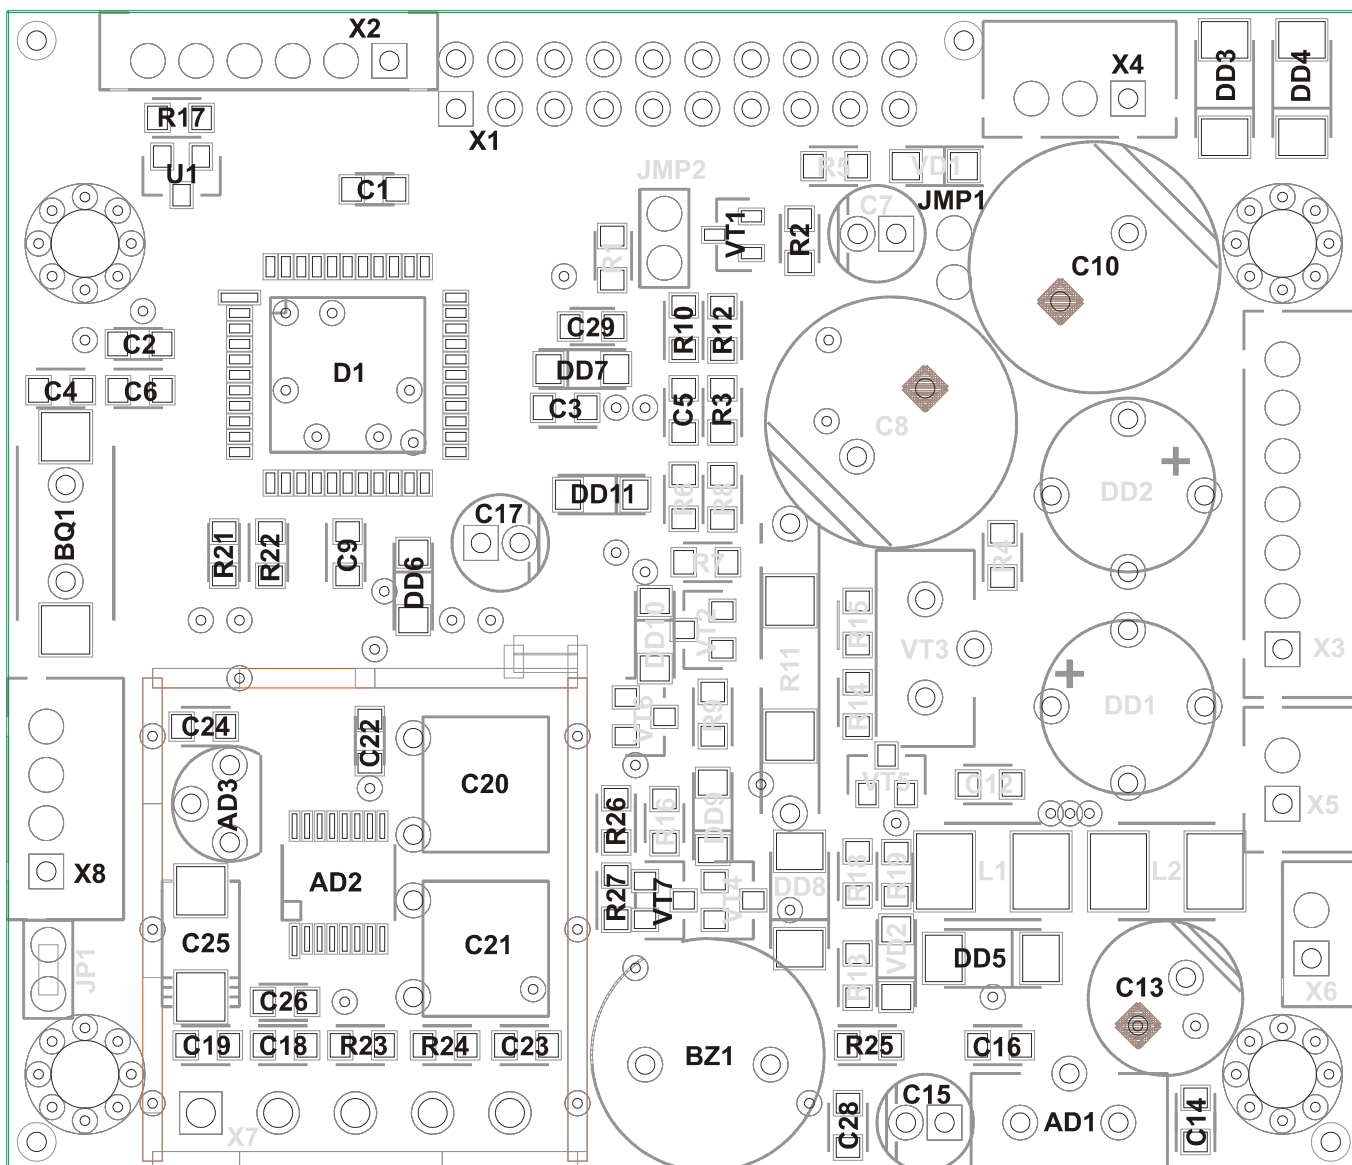 X2
X1
X4
DD3
DD4
R17
U1
C1
JMP2
R5
VD1
JMP1
C7
VT1
R2
R1
C10
C29
R10
R12
C2
DD7
D1
C4
C6
C3
C5
R3
C8
DD2
+
DD11
R6
R8
C17
BQ1
R21
R22
C9
DD6
R7
R4
DD10
VT2
R11
R15
VT3
X3
R14
+
DD1
C24
C22
VT6
R9
AD3
C20
VT5
C12
X5
R26
R16
DD9
X8
AD2
R27
VT7
VT4
DD8
R18
R19
L1
L2
C25
C21
JP1
R13
VD2
DD5
C13
X6
C26
C19
C18
R23
R24
C23
BZ1
R25
C16
X7
C28
C15
AD1
C14